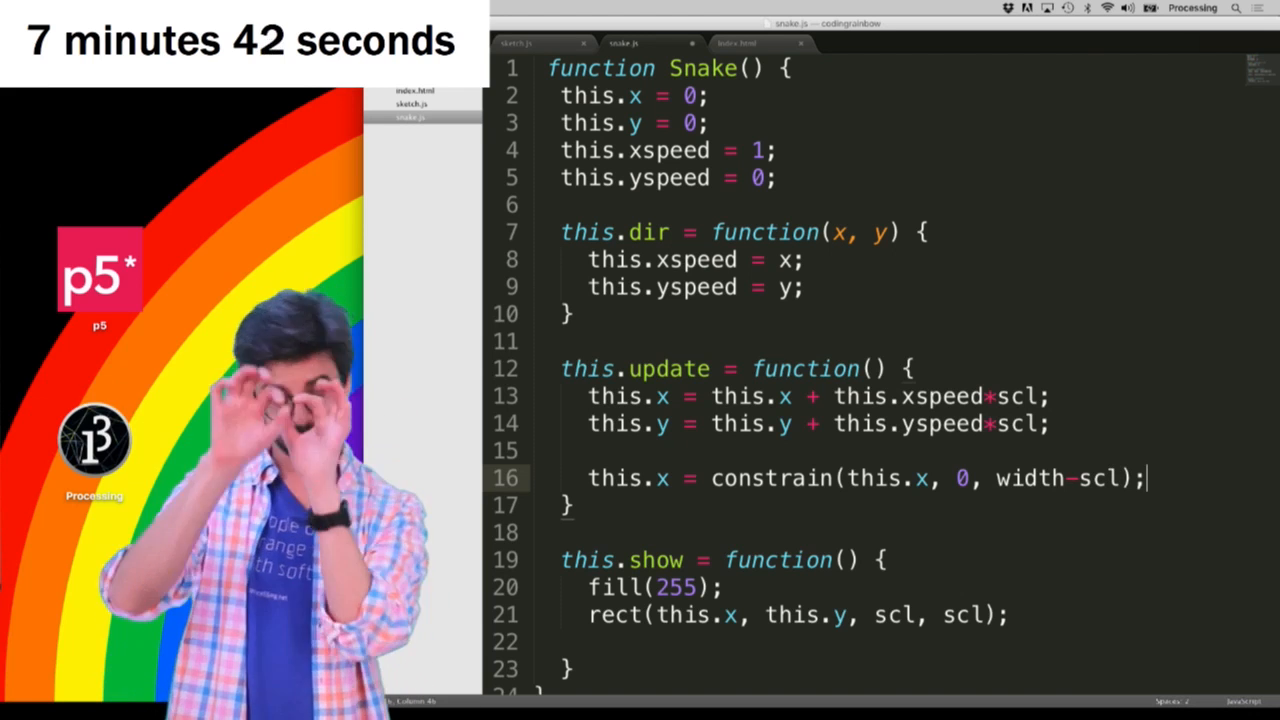 7 minutes 42 seconds
Processing
snake.js — codingrainbow
sketch.js
snake.js
index.html
index.html
sketch.js
snake.js
p5*
p5
Processing
1 function Snake() {
2 this.x = 0;
3 this.y = 0;
4 this.xspeed = 1;
5 this.yspeed = 0;
6
7 this.dir = function(x, y) {
8 this.xspeed = x;
9 this.yspeed = y;
10 }
11
12 this.update = function() {
13 this.x = this.x + this.xspeed*scl;
14 this.y = this.y + this.yspeed*scl;
15
16 this.x = constrain(this.x, 0, width-scl);
17 }
18
19 this.show = function() {
20 fill(255);
21 rect(this.x, this.y, scl, scl);
22
23 }
24 }
Column 45
Spaces: 2
JavaScript